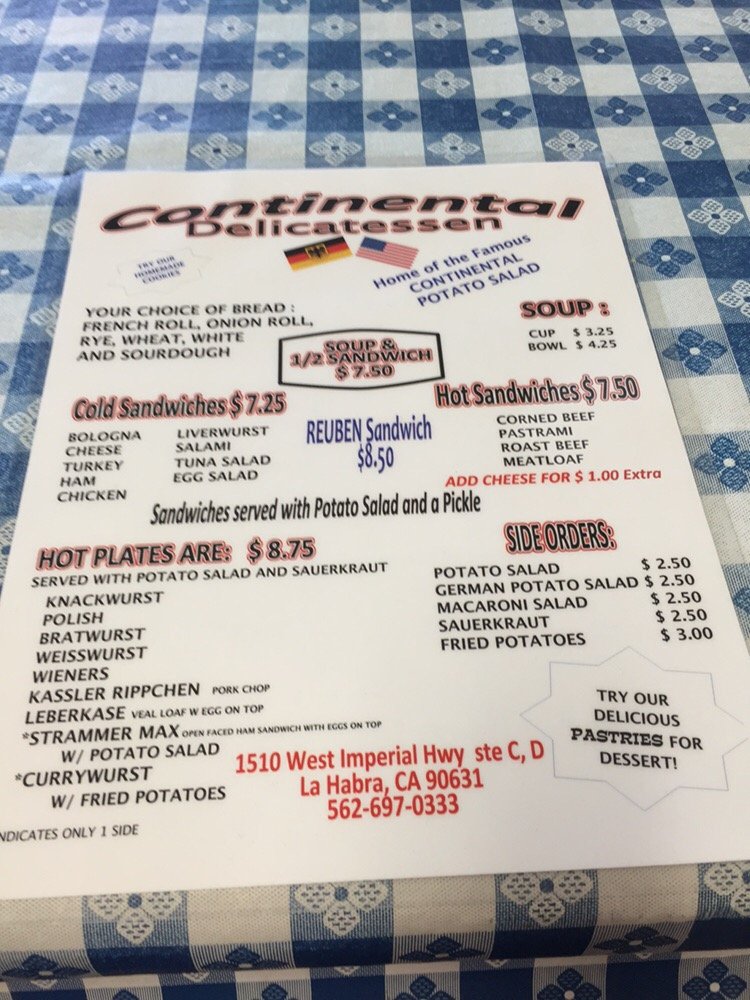 Continental
Delicatessen
TRY OUR
HOMEMADE
COOKIES
Home of the Famous
CONTINENTAL
POTATO SALAD
YOUR CHOICE OF BREAD :
FRENCH ROLL, ONION ROLL,
RYE, WHEAT, WHITE
AND SOURDOUGH
SOUP &
1/2 SANDWICH
$ 7.50
SOUP :
CUP $ 3.25
BOWL $ 4.25
Cold Sandwiches $ 7.25
BOLOGNA
CHEESE
TURKEY
HAM
CHICKEN
LIVERWURST
SALAMI
TUNA SALAD
EGG SALAD
REUBEN Sandwich
$8.50
Hot Sandwiches $ 7.50
CORNED BEEF
PASTRAMI
ROAST BEEF
MEATLOAF
ADD CHEESE FOR $ 1.00 Extra
Sandwiches served with Potato Salad and a Pickle
HOT PLATES ARE: $ 8.75
SERVED WITH POTATO SALAD AND SAUERKRAUT
KNACKWURST
POLISH
BRATWURST
WEISSWURST
WIENERS
KASSLER RIPPCHEN PORK CHOP
LEBERKASE VEAL LOAF W EGG ON TOP
*STRAMMER MAX OPEN FACED HAM SANDWICH WITH EGGS ON TOP
W/ POTATO SALAD
*CURRYWURST
W/ FRIED POTATOES
NDICATES ONLY 1 SIDE
SIDE ORDERS:
POTATO SALAD $ 2.50
GERMAN POTATO SALAD $ 2.50
MACARONI SALAD $ 2.50
SAUERKRAUT $ 2.50
FRIED POTATOES $ 3.00
TRY OUR
DELICIOUS
PASTRIES FOR
DESSERT!
1510 West Imperial Hwy ste C, D
La Habra, CA 90631
562-697-0333